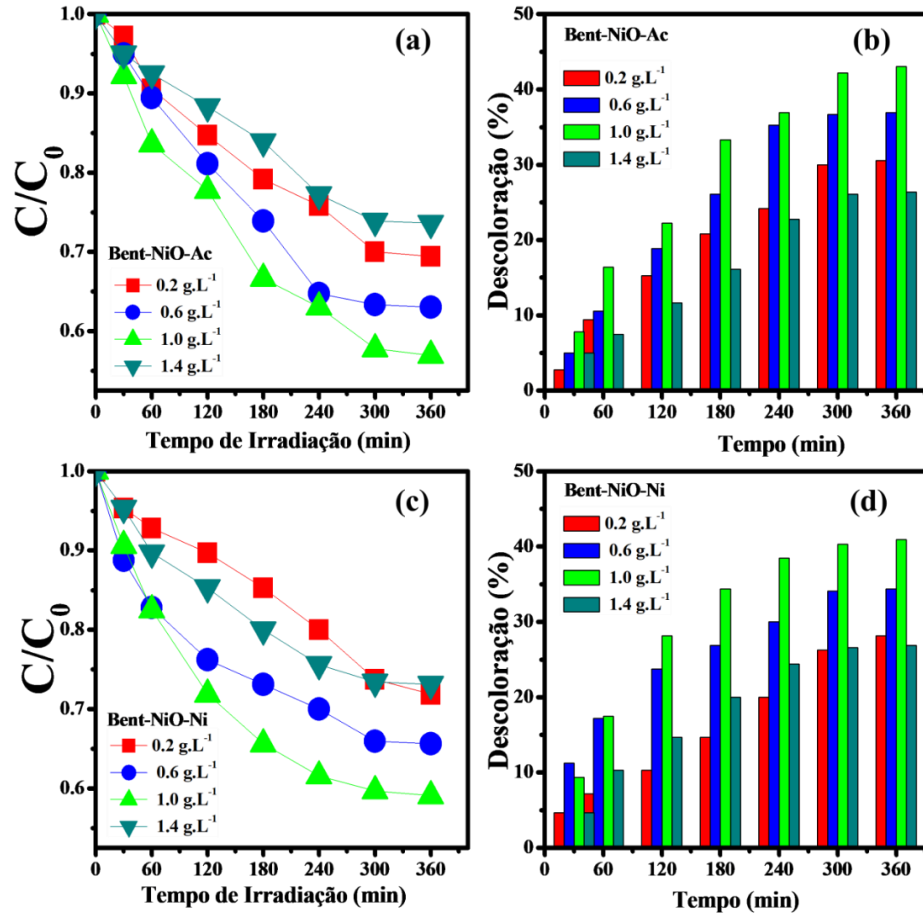 (a)
C/C0
1.0
0.9
0.8
0.7
0.6
Bent-NiO-Ac
0.2 g.L-1
0.6 g.L-1
1.0 g.L-1
1.4 g.L-1
0 60 120 180 240 300 360
Tempo de Irradiação (min)
(b)
Descoloração (%)
50
40
30
20
10
0
Bent-NiO-Ac
0.2 g.L-1
0.6 g.L-1
1.0 g.L-1
1.4 g.L-1
0 60 120 180 240 300 360
Tempo (min)
(c)
C/C0
1.0
0.9
0.8
0.7
0.6
Bent-NiO-Ni
0.2 g.L-1
0.6 g.L-1
1.0 g.L-1
1.4 g.L-1
0 60 120 180 240 300 360
Tempo de Irradiação (min)
(d)
Descoloração (%)
50
40
30
20
10
0
Bent-NiO-Ni
0.2 g.L-1
0.6 g.L-1
1.0 g.L-1
1.4 g.L-1
0 60 120 180 240 300 360
Tempo (min)